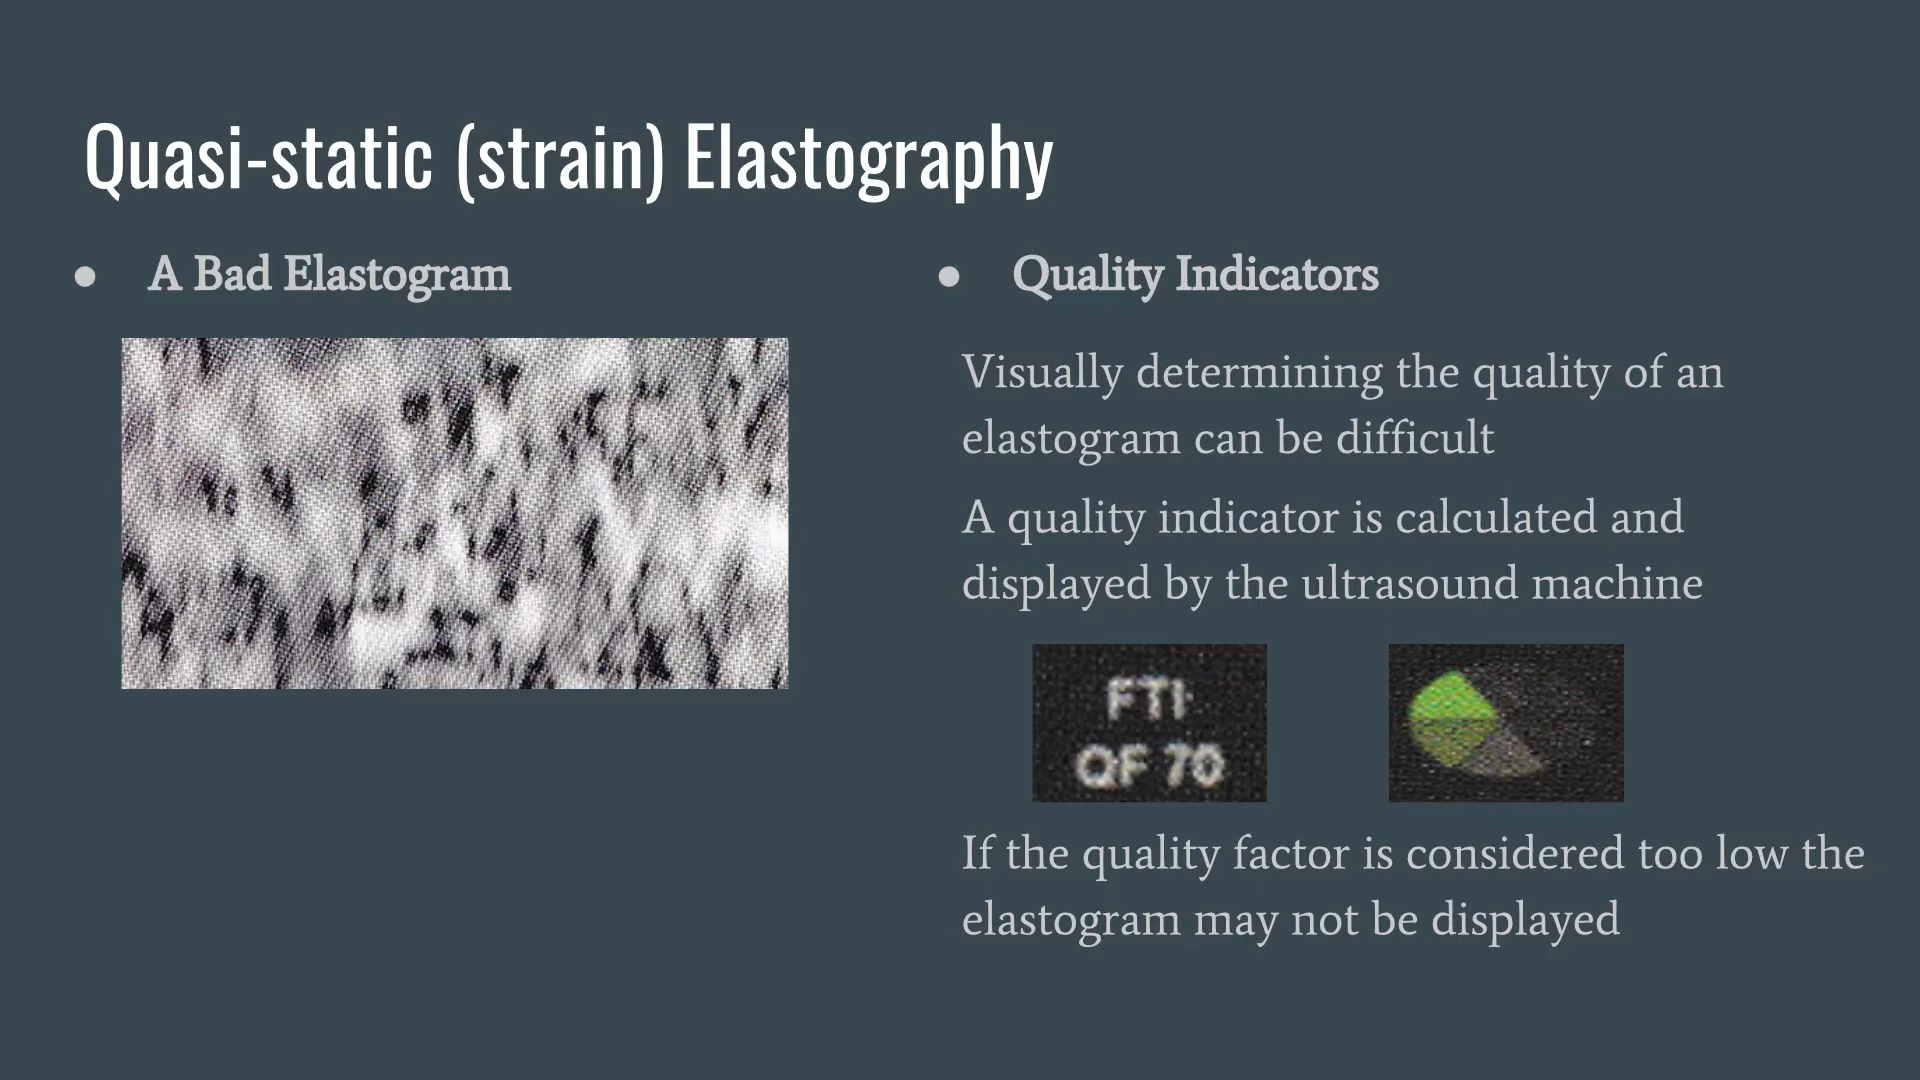 Quasi-static (strain) Elastography
● A Bad Elastogram
● Quality Indicators
Visually determining the quality of an
elastogram can be difficult
A quality indicator is calculated and
displayed by the ultrasound machine
FTI
QF 70
If the quality factor is considered too low the
elastogram may not be displayed